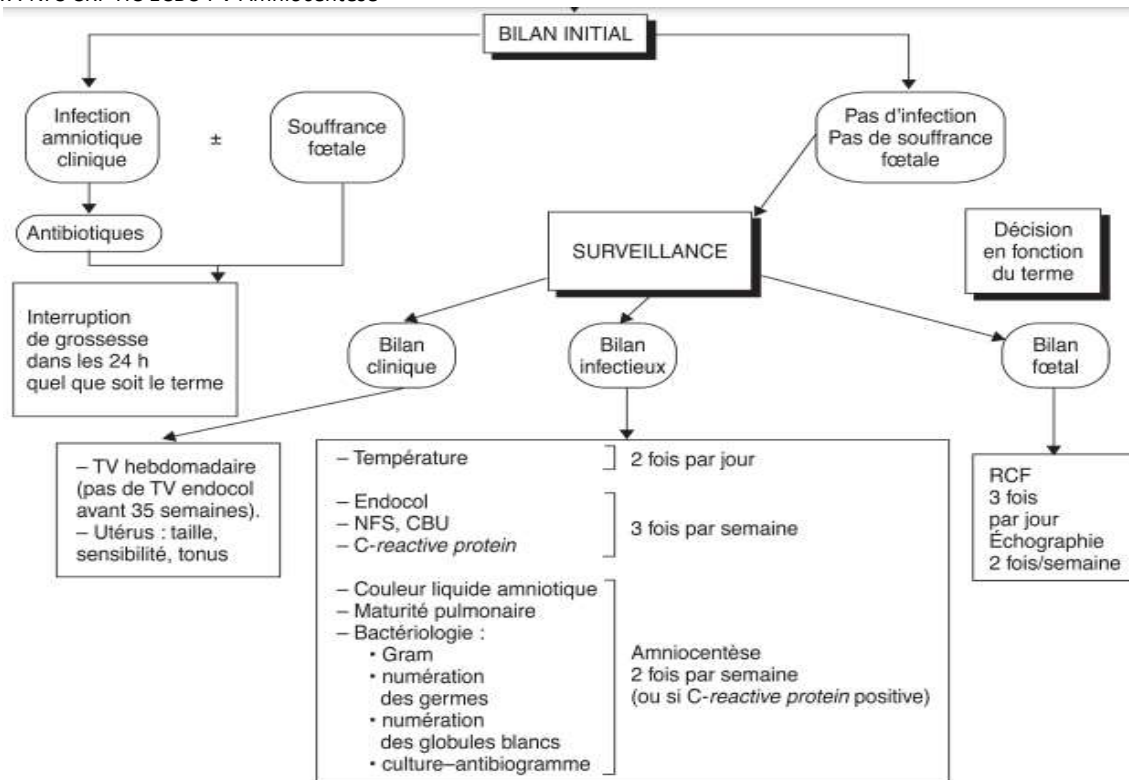 BILAN INITIAL
Infection
amniotique
clinique
±
Souffrance
fœtale
Pas d'infection
Pas de souffrance
fœtale
Antibiotiques
SURVEILLANCE
Décision
en fonction
du terme
Interruption
de grossesse
dans les 24 h
quel que soit le terme
Bilan
clinique
Bilan
infectieux
Bilan
fœtal
– TV hebdomadaire
(pas de TV endocol
avant 35 semaines).
– Utérus : taille,
sensibilité, tonus
– Température
2 fois par jour
– Endocol
– NFS, CBU
– C-reactive protein
3 fois par semaine
– Couleur liquide amniotique
– Maturité pulmonaire
– Bactériologie :
• Gram
• numération
des germes
• numération
des globules blancs
• culture–antibiogramme
Amniocentèse
2 fois par semaine
(ou si C-reactive protein positive)
RCF
3 fois
par jour
Échographie
2 fois/semaine